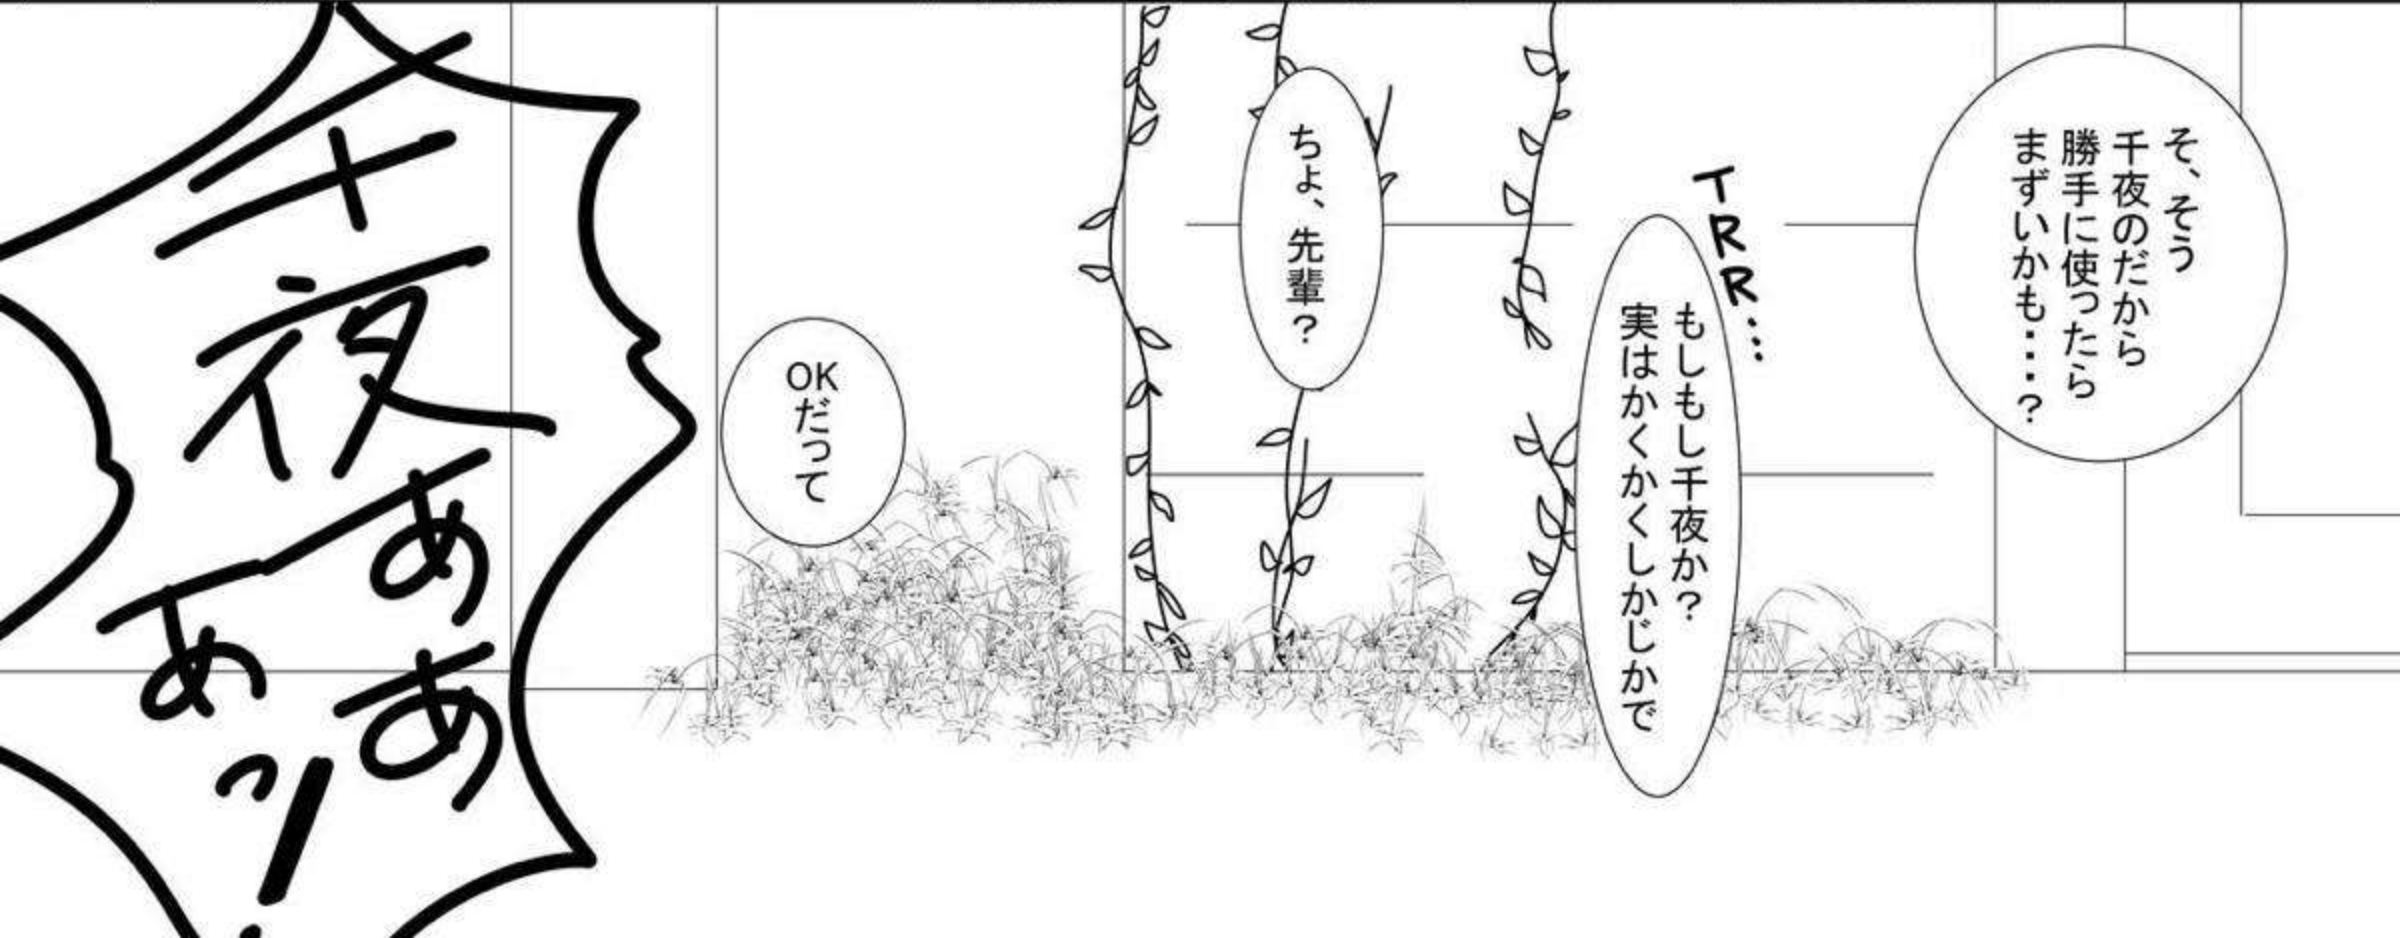 そ、そう
千夜のだから
勝手に使ったら
まずいかも・・・？
TRR...
もしもし千夜か？
実はかくかくしかじかで
ちょ、先輩？
OKだって
千夜ああ
あッ!